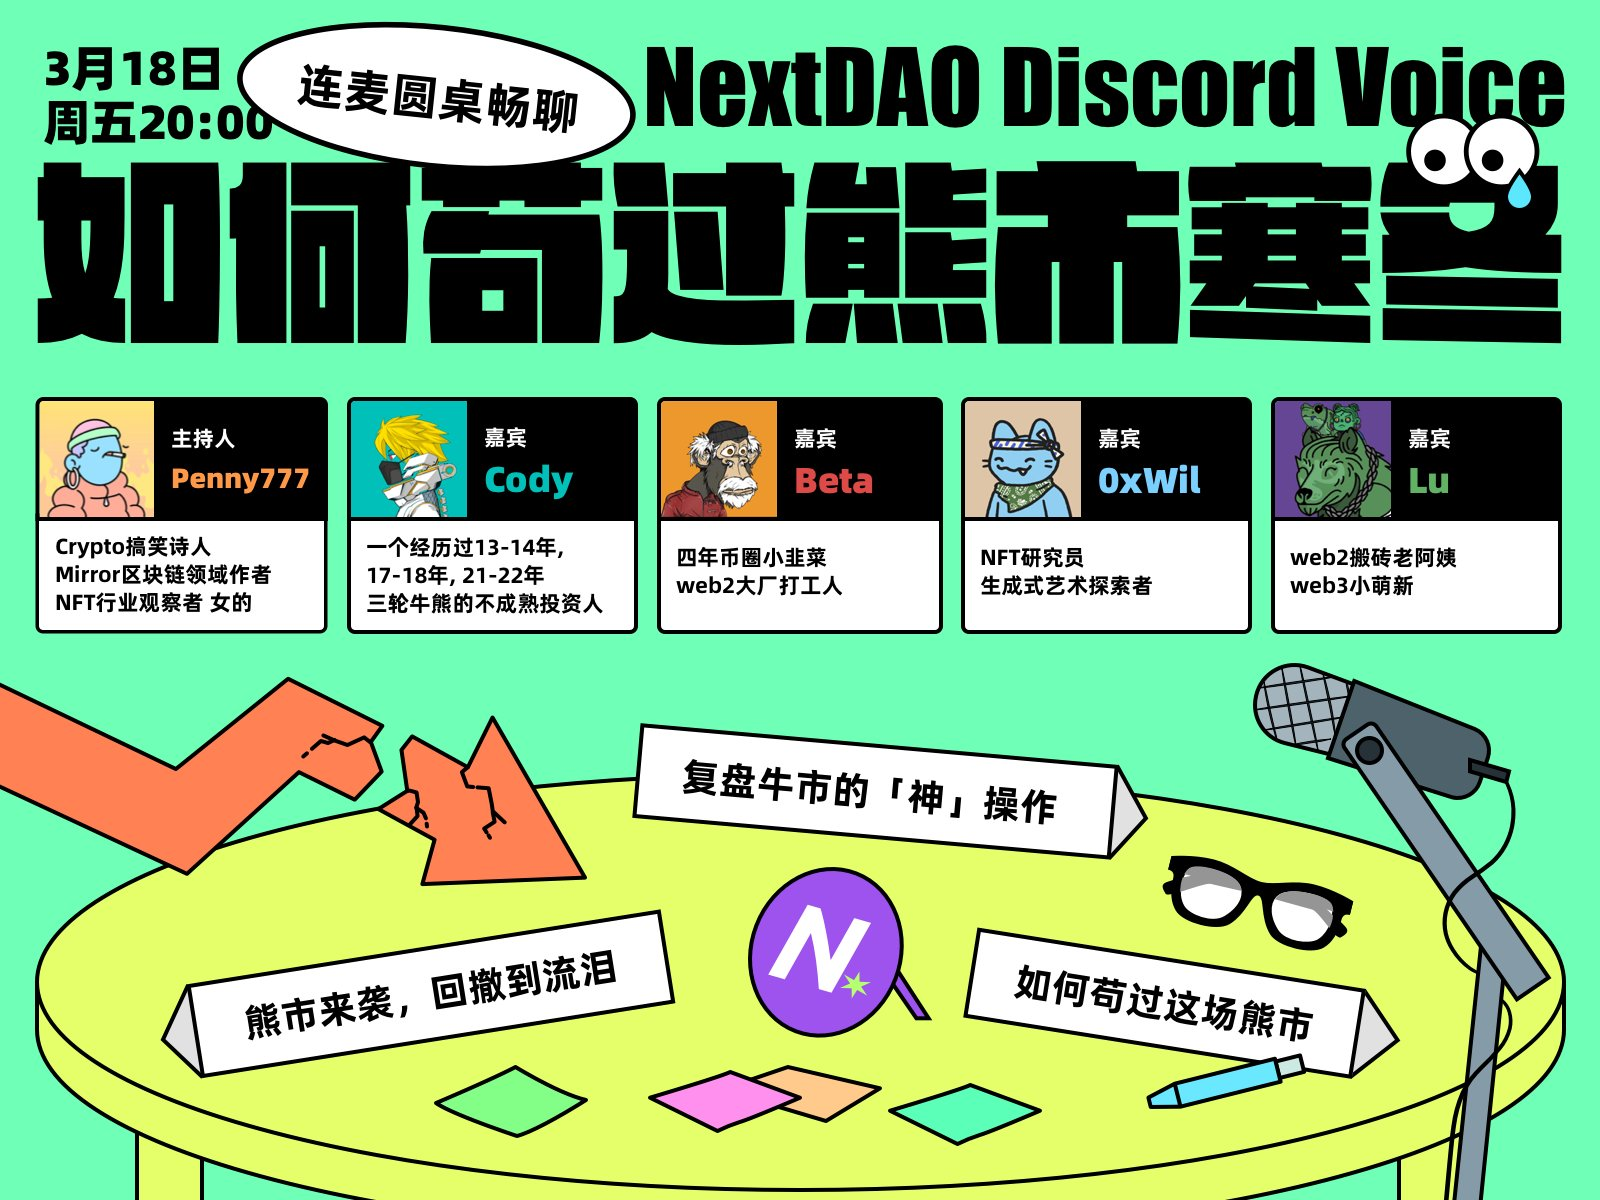 3月18日
周五20:00
连麦圆桌畅聊
NextDAO Discord Voice
如何苟过熊市寒冬
主持人
Penny777
Crypto搞笑诗人
Mirror区块链领域作者
NFT行业观察者 女的
嘉宾
Cody
一个经历过13-14年,
17-18年, 21-22年
三轮牛熊的不成熟投资人
嘉宾
Beta
四年币圈小韭菜
web2大厂打工人
嘉宾
0xWil
NFT研究员
生成式艺术探索者
嘉宾
Lu
web2搬砖老阿姨
web3小萌新
复盘牛市的「神」操作
熊市来袭，回撤到流泪
N
如何苟过这场熊市